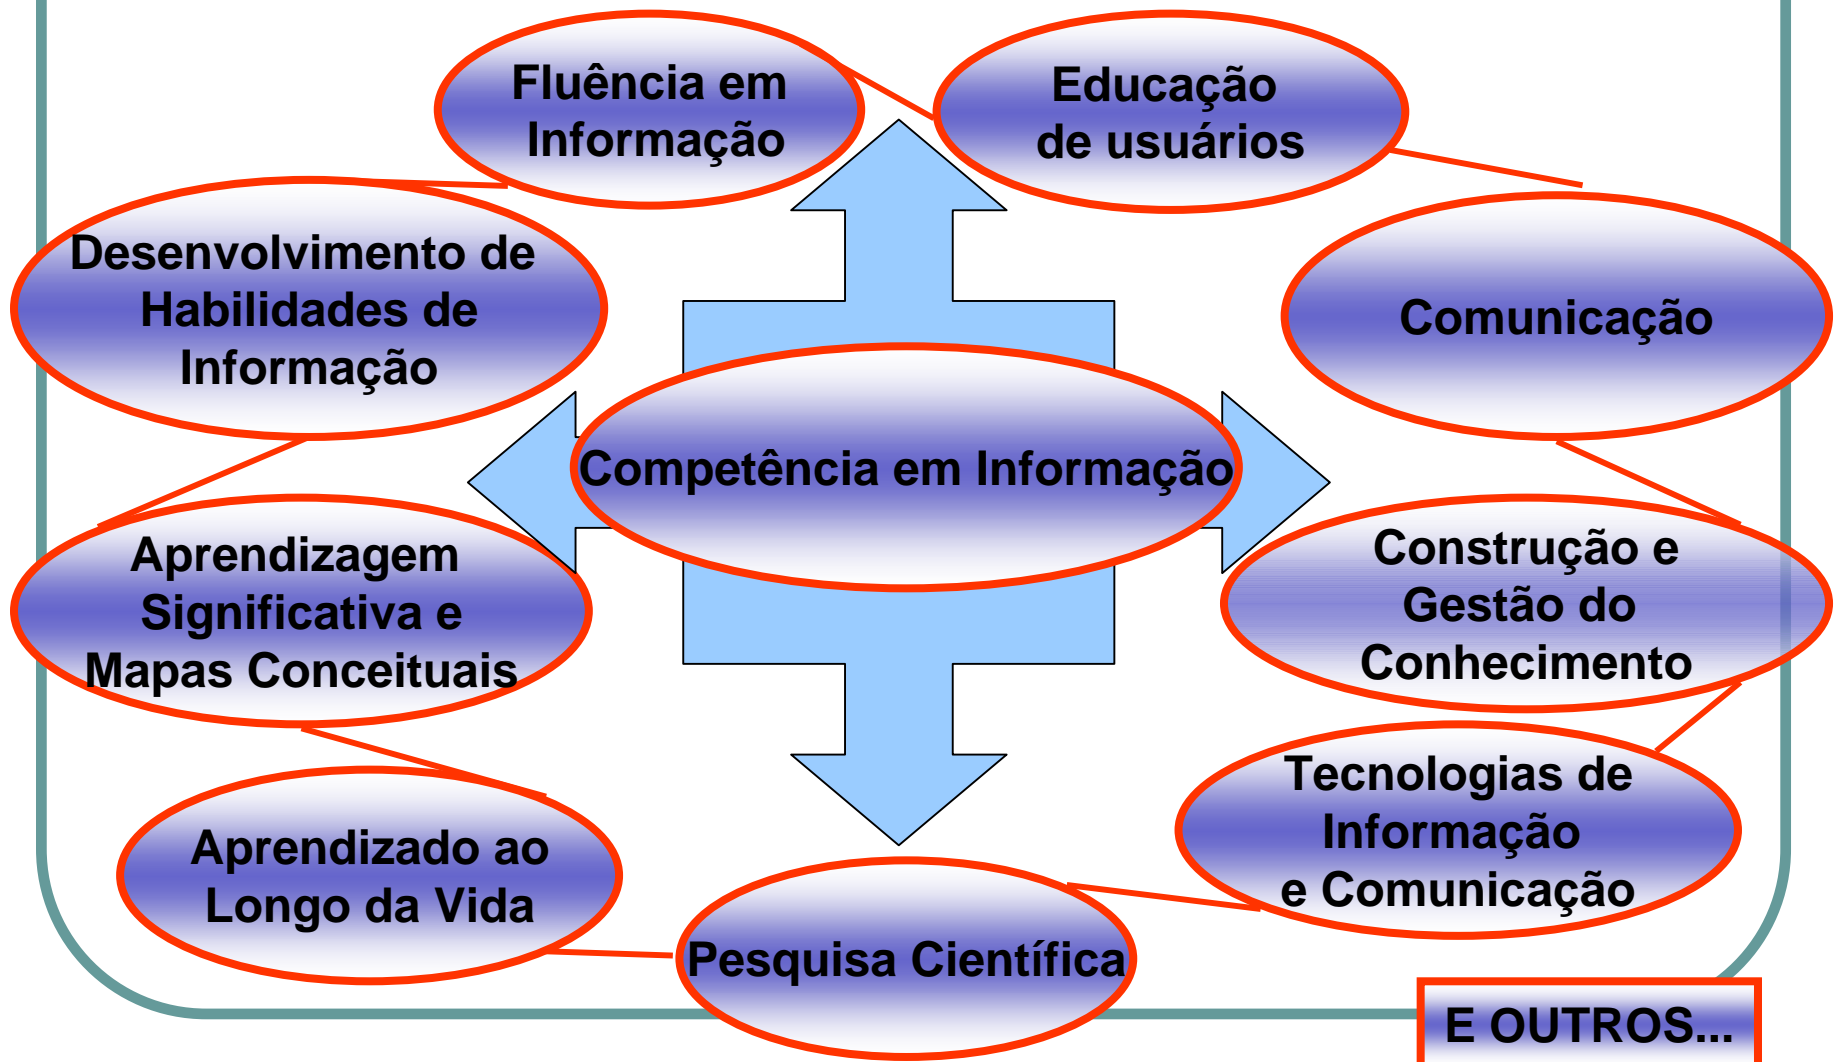 Fluência em
Informação
Educação
de usuários
Desenvolvimento de
Habilidades de
Informação
Comunicação
Competência em Informação
Aprendizagem
Significativa e
Mapas Conceituais
Construção e
Gestão do
Conhecimento
Tecnologias de
Informação
e Comunicação
Aprendizado ao
Longo da Vida
Pesquisa Científica
E OUTROS...